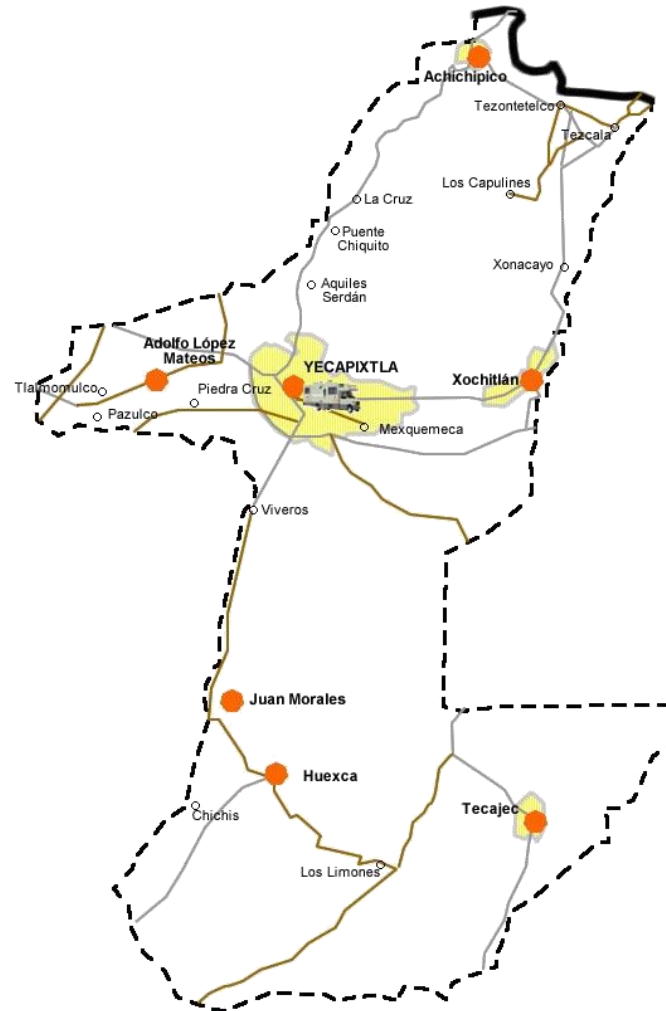 Achichipico
Tezontetelco
Tezcala
Los Capulines
La Cruz
Puente
Chiquito
Xonacayo
Aquiles
Serdán
Adolfo López
Mateos
YECAPIXTLA
Xochitlán
Tlamomulco
Piedra Cruz
Pazulco
Mexquemeca
Viveros
Juan Morales
Huexca
Chichis
Tecajec
Los Limones